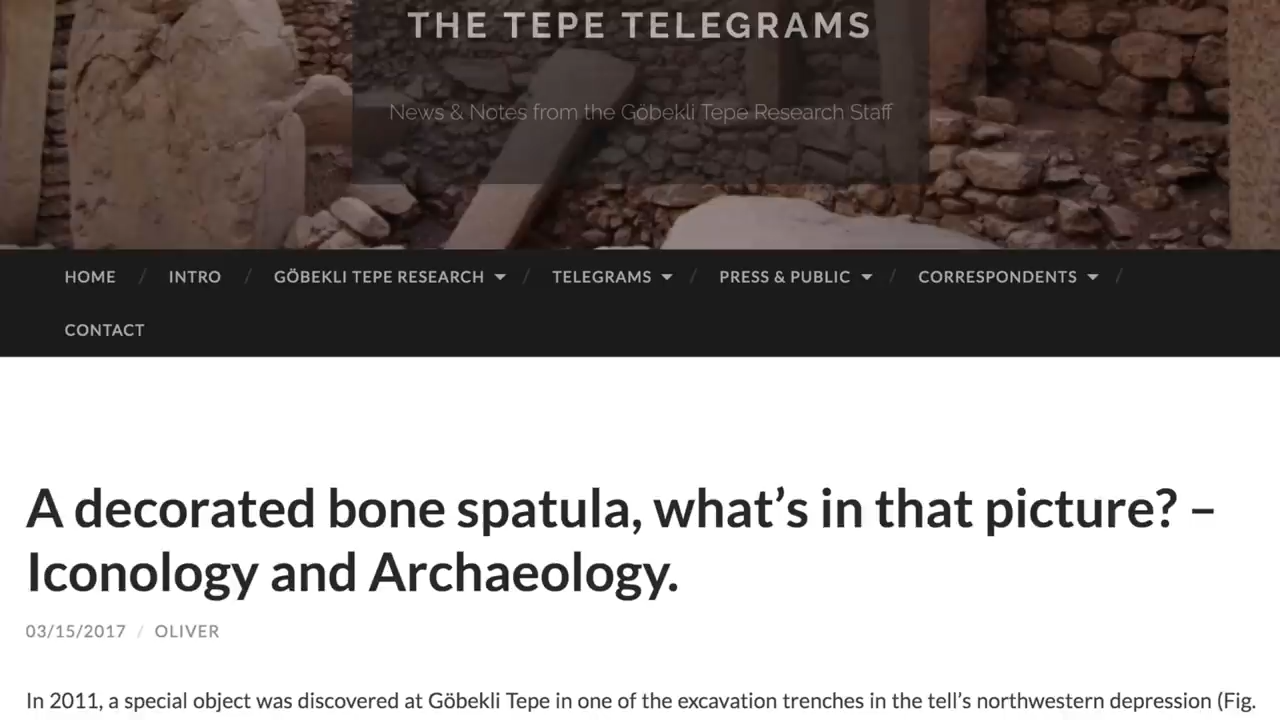 THE TEPE TELEGRAMS
News & Notes from the Göbekli Tepe Research Staff
HOME / INTRO / GÖBEKLI TEPE RESEARCH / TELEGRAMS / PRESS & PUBLIC / CORRESPONDENTS /
CONTACT
A decorated bone spatula, what’s in that picture? –
Iconology and Archaeology.
03/15/2017 / OLIVER
In 2011, a special object was discovered at Göbekli Tepe in one of the excavation trenches in the tell’s northwestern depression (Fig.